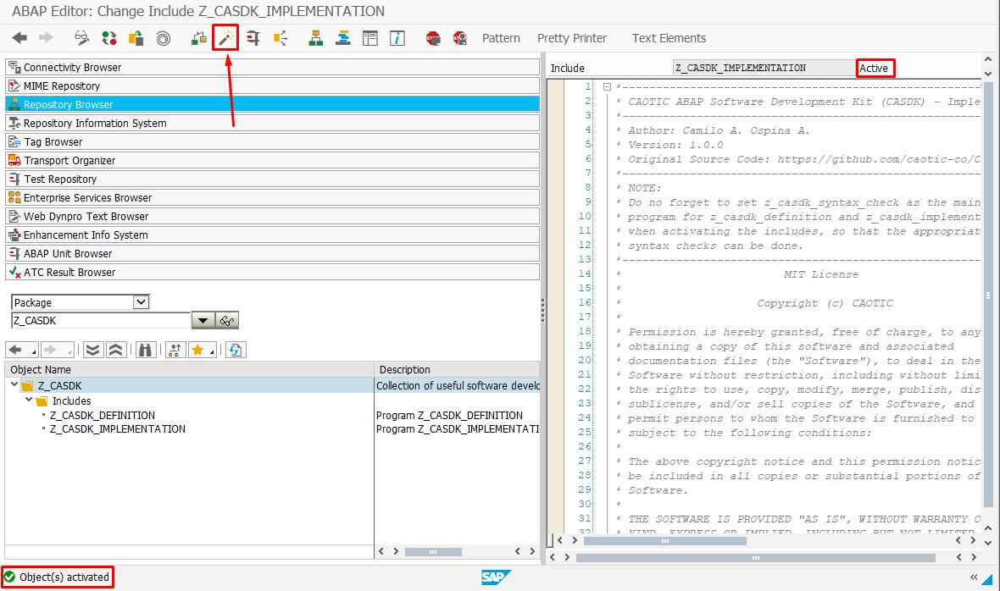 ABAP Editor: Change Include Z_CASDK_IMPLEMENTATION
Pattern Pretty Printer Text Elements
Connectivity Browser
MIME Repository
Repository Browser
Repository Information System
Tag Browser
Transport Organizer
Test Repository
Enterprise Services Browser
Web Dynpro Text Browser
Enhancement Info System
ABAP Unit Browser
ATC Result Browser
Package
Z_CASDK
Object Name Description
Z_CASDK Collection of useful software develo
Includes
Z_CASDK_DEFINITION Program Z_CASDK_DEFINITION
Z_CASDK_IMPLEMENTATION Program Z_CASDK_IMPLEMENTATI
Include Z_CASDK_IMPLEMENTATION Active
1 *----------------------------------------------------
2 * CAOTIC ABAP Software Development Kit (CASDK) - Imple
3 *----------------------------------------------------
4 * Author: Camilo A. Ospina A.
5 * Version: 1.0.0
6 * Original Source Code: https://github.com/caotic-co/C
7 *----------------------------------------------------
8 * NOTE:
9 * Do no forget to set z_casdk_syntax_check as the main
10 * program for z_casdk_definition and z_casdk_implement
11 * when activating the includes, so that the appropriat
12 * syntax checks can be done.
13 *----------------------------------------------------
14 * MIT License
15 *
16 * Copyright (c) CAOTIC
17 *
18 * Permission is hereby granted, free of charge, to any
19 * obtaining a copy of this software and associated
20 * documentation files (the "Software"), to deal in the
21 * Software without restriction, including without limi
22 * the rights to use, copy, modify, merge, publish, dis
23 * sublicense, and/or sell copies of the Software, and
24 * permit persons to whom the Software is furnished to
25 * subject to the following conditions:
26 *
27 * The above copyright notice and this permission notic
28 * be included in all copies or substantial portions of
29 * Software.
30 *
31 * THE SOFTWARE IS PROVIDED "AS IS", WITHOUT WARRANTY O
32 * KIND, EXPRESS OR IMPLIED, INCLUDING BUT NOT LIMITED
Object(s) activated
SAP